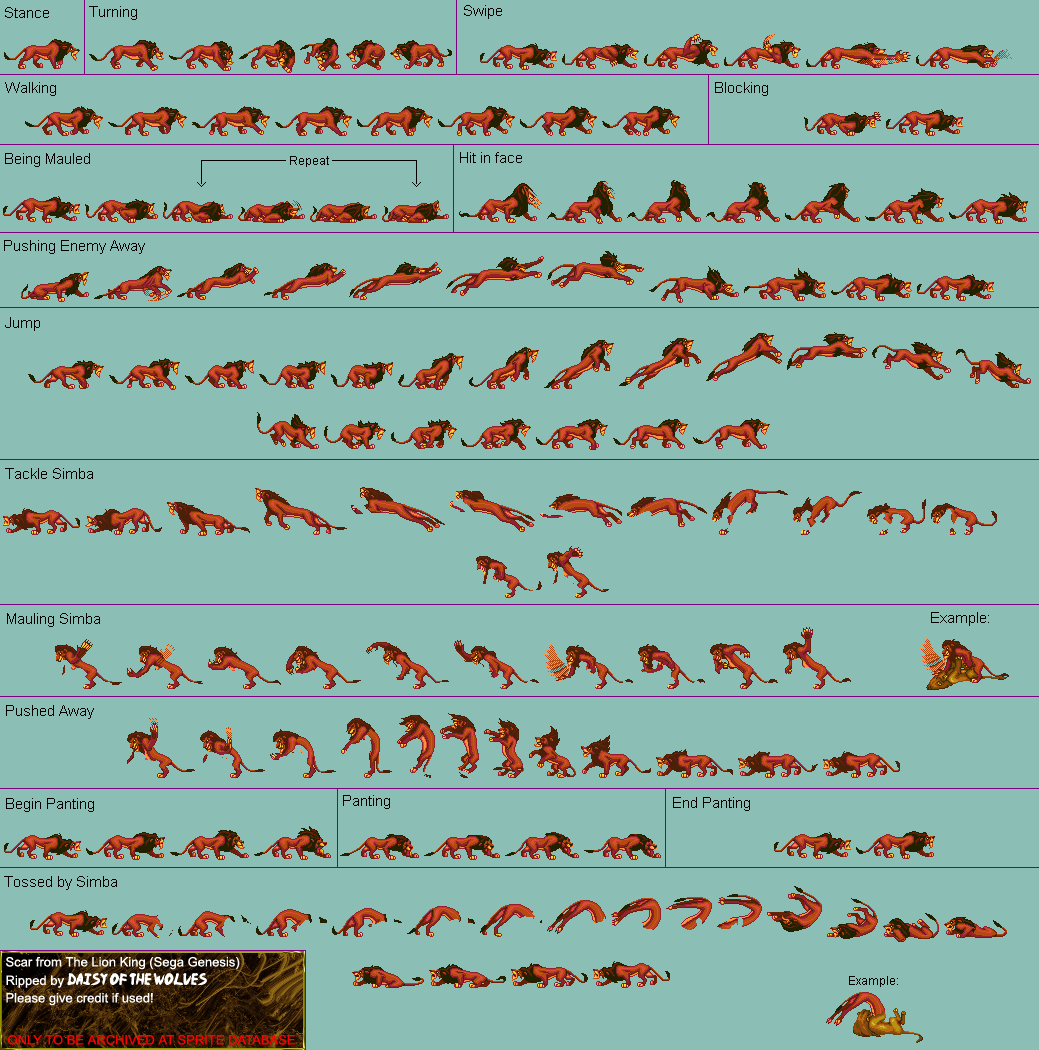 Stance
Turning
Swipe
Walking
Blocking
Being Mauled
Repeat
Hit in face
Pushing Enemy Away
Jump
Tackle Simba
Mauling Simba
Example:
Pushed Away
Begin Panting
Panting
End Panting
Tossed by Simba
Scar from The Lion King (Sega Genesis)
Ripped by DAISY OF THE WOLVES
Please give credit if used!
ONLY TO BE ARCHIVED AT SPRITE DATABASE
Example: